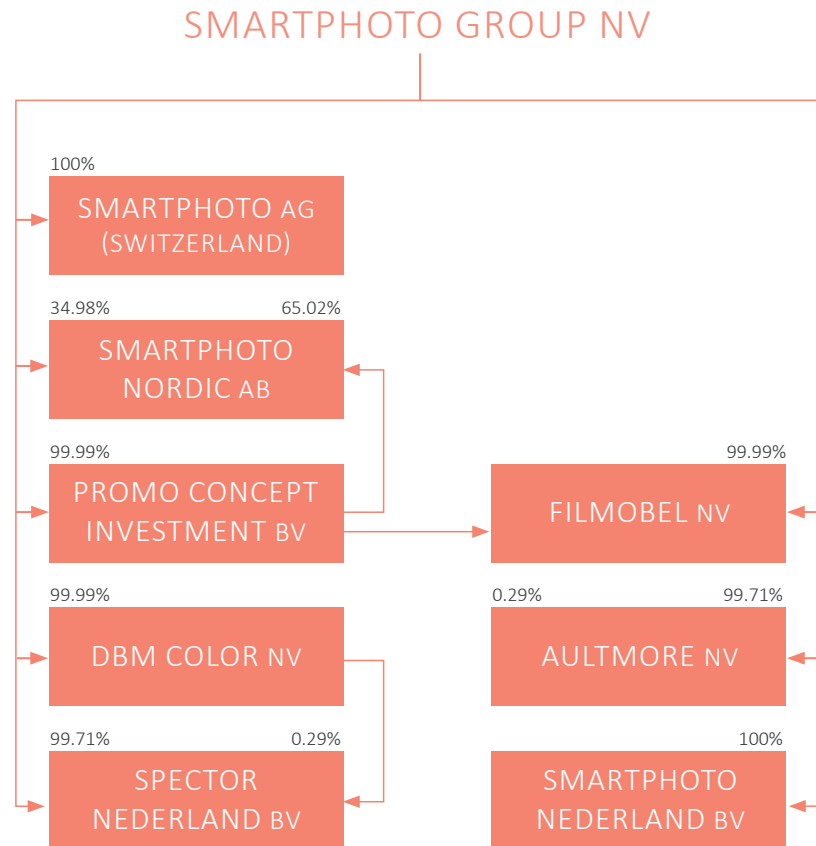 SMARTPHOTO GROUP NV
100%
SMARTPHOTO AG
(SWITZERLAND)
34.98% 65.02%
SMARTPHOTO
NORDIC AB
99.99%
PROMO CONCEPT
INVESTMENT BV
99.99%
FILMOBEL NV
99.99%
DBM COLOR NV
0.29% 99.71%
AULTMORE NV
99.71% 0.29%
SPECTOR
NEDERLAND BV
100%
SMARTPHOTO
NEDERLAND BV